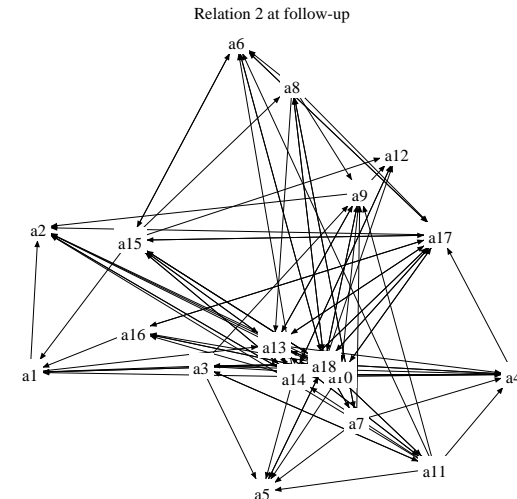 Relation 2 at follow-up
a6
a8
a12
a9
a2
a15
a17
a16
a13
a18
a3
a1
a14
a10
a4
a7
a11
a5